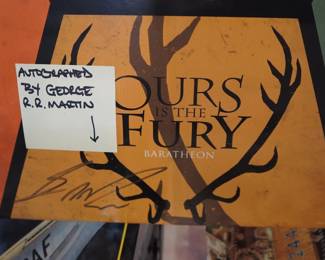 AUTOGRAPHED
BY GEORGE
R.R. MARTIN
OURS
IS THE
FURY
BARATHEON